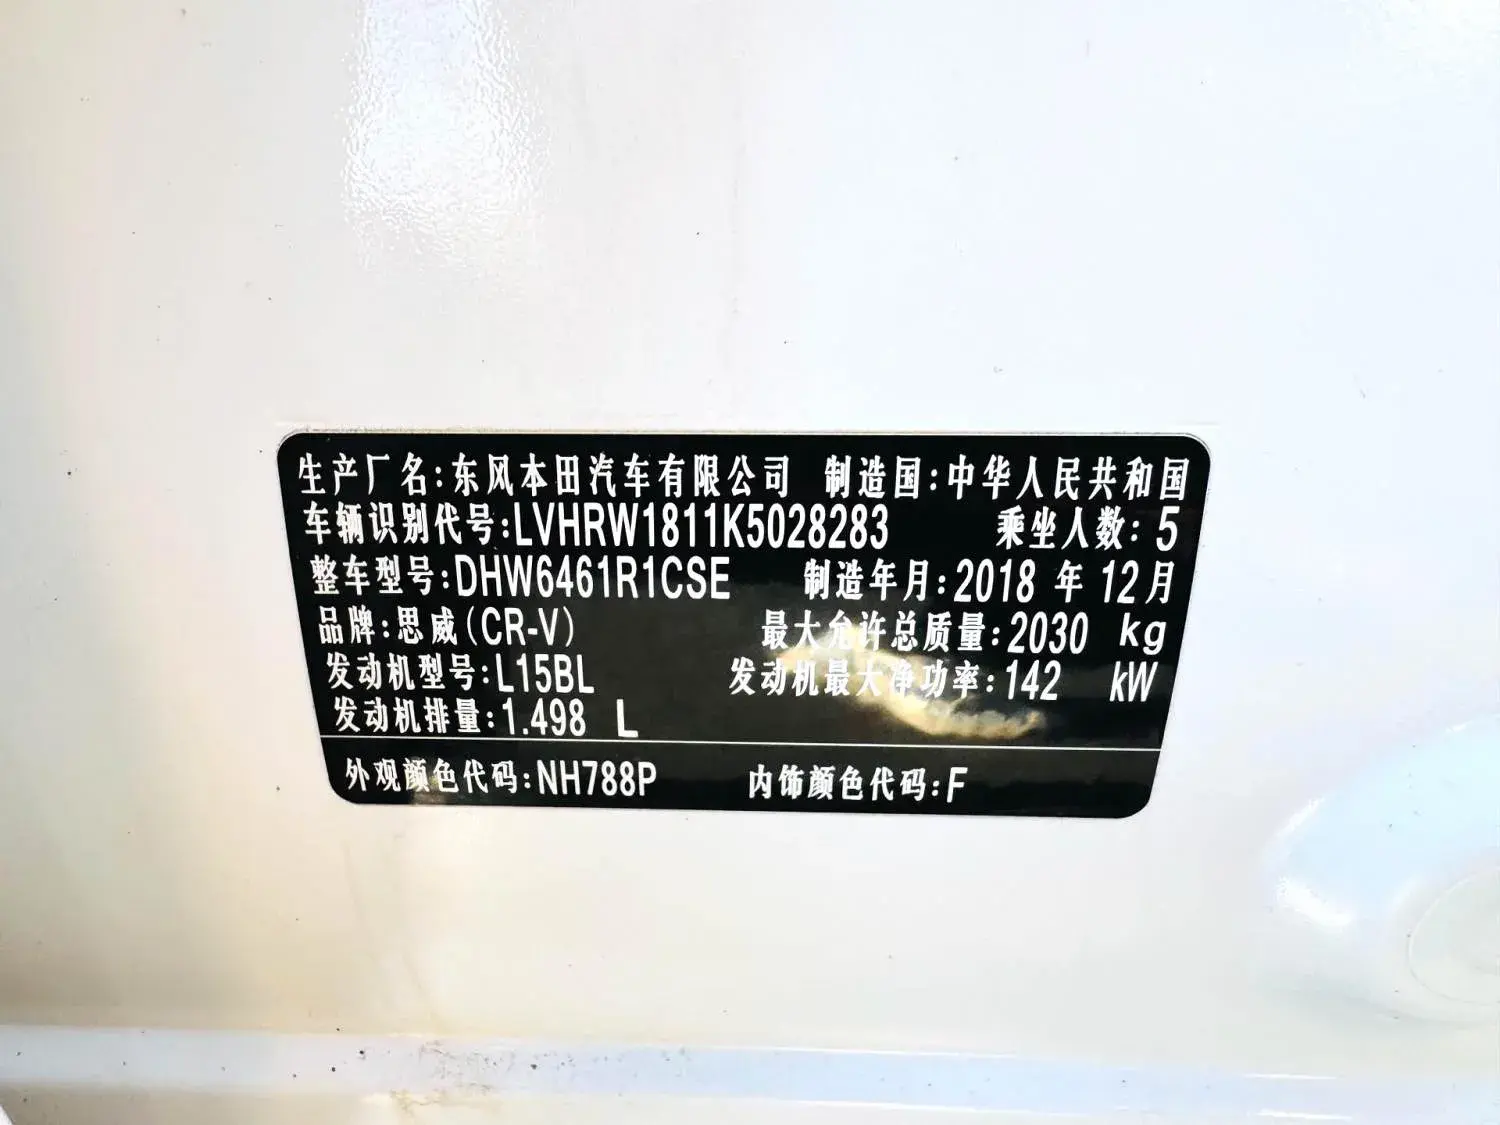 生产厂名:东风本田汽车有限公司 制造国:中华人民共和国
车辆识别代号:LVHRW1811K5028283 乘坐人数:5
整车型号:DHW6461R1CSE 制造年月:2018 年 12月
品牌:思威(CR-V) 最大允许总质量:2030 kg
发动机型号:L15BL 发动机最大净功率:142 kW
发动机排量:1.498 L
外观颜色代码:NH788P 内饰颜色代码:F